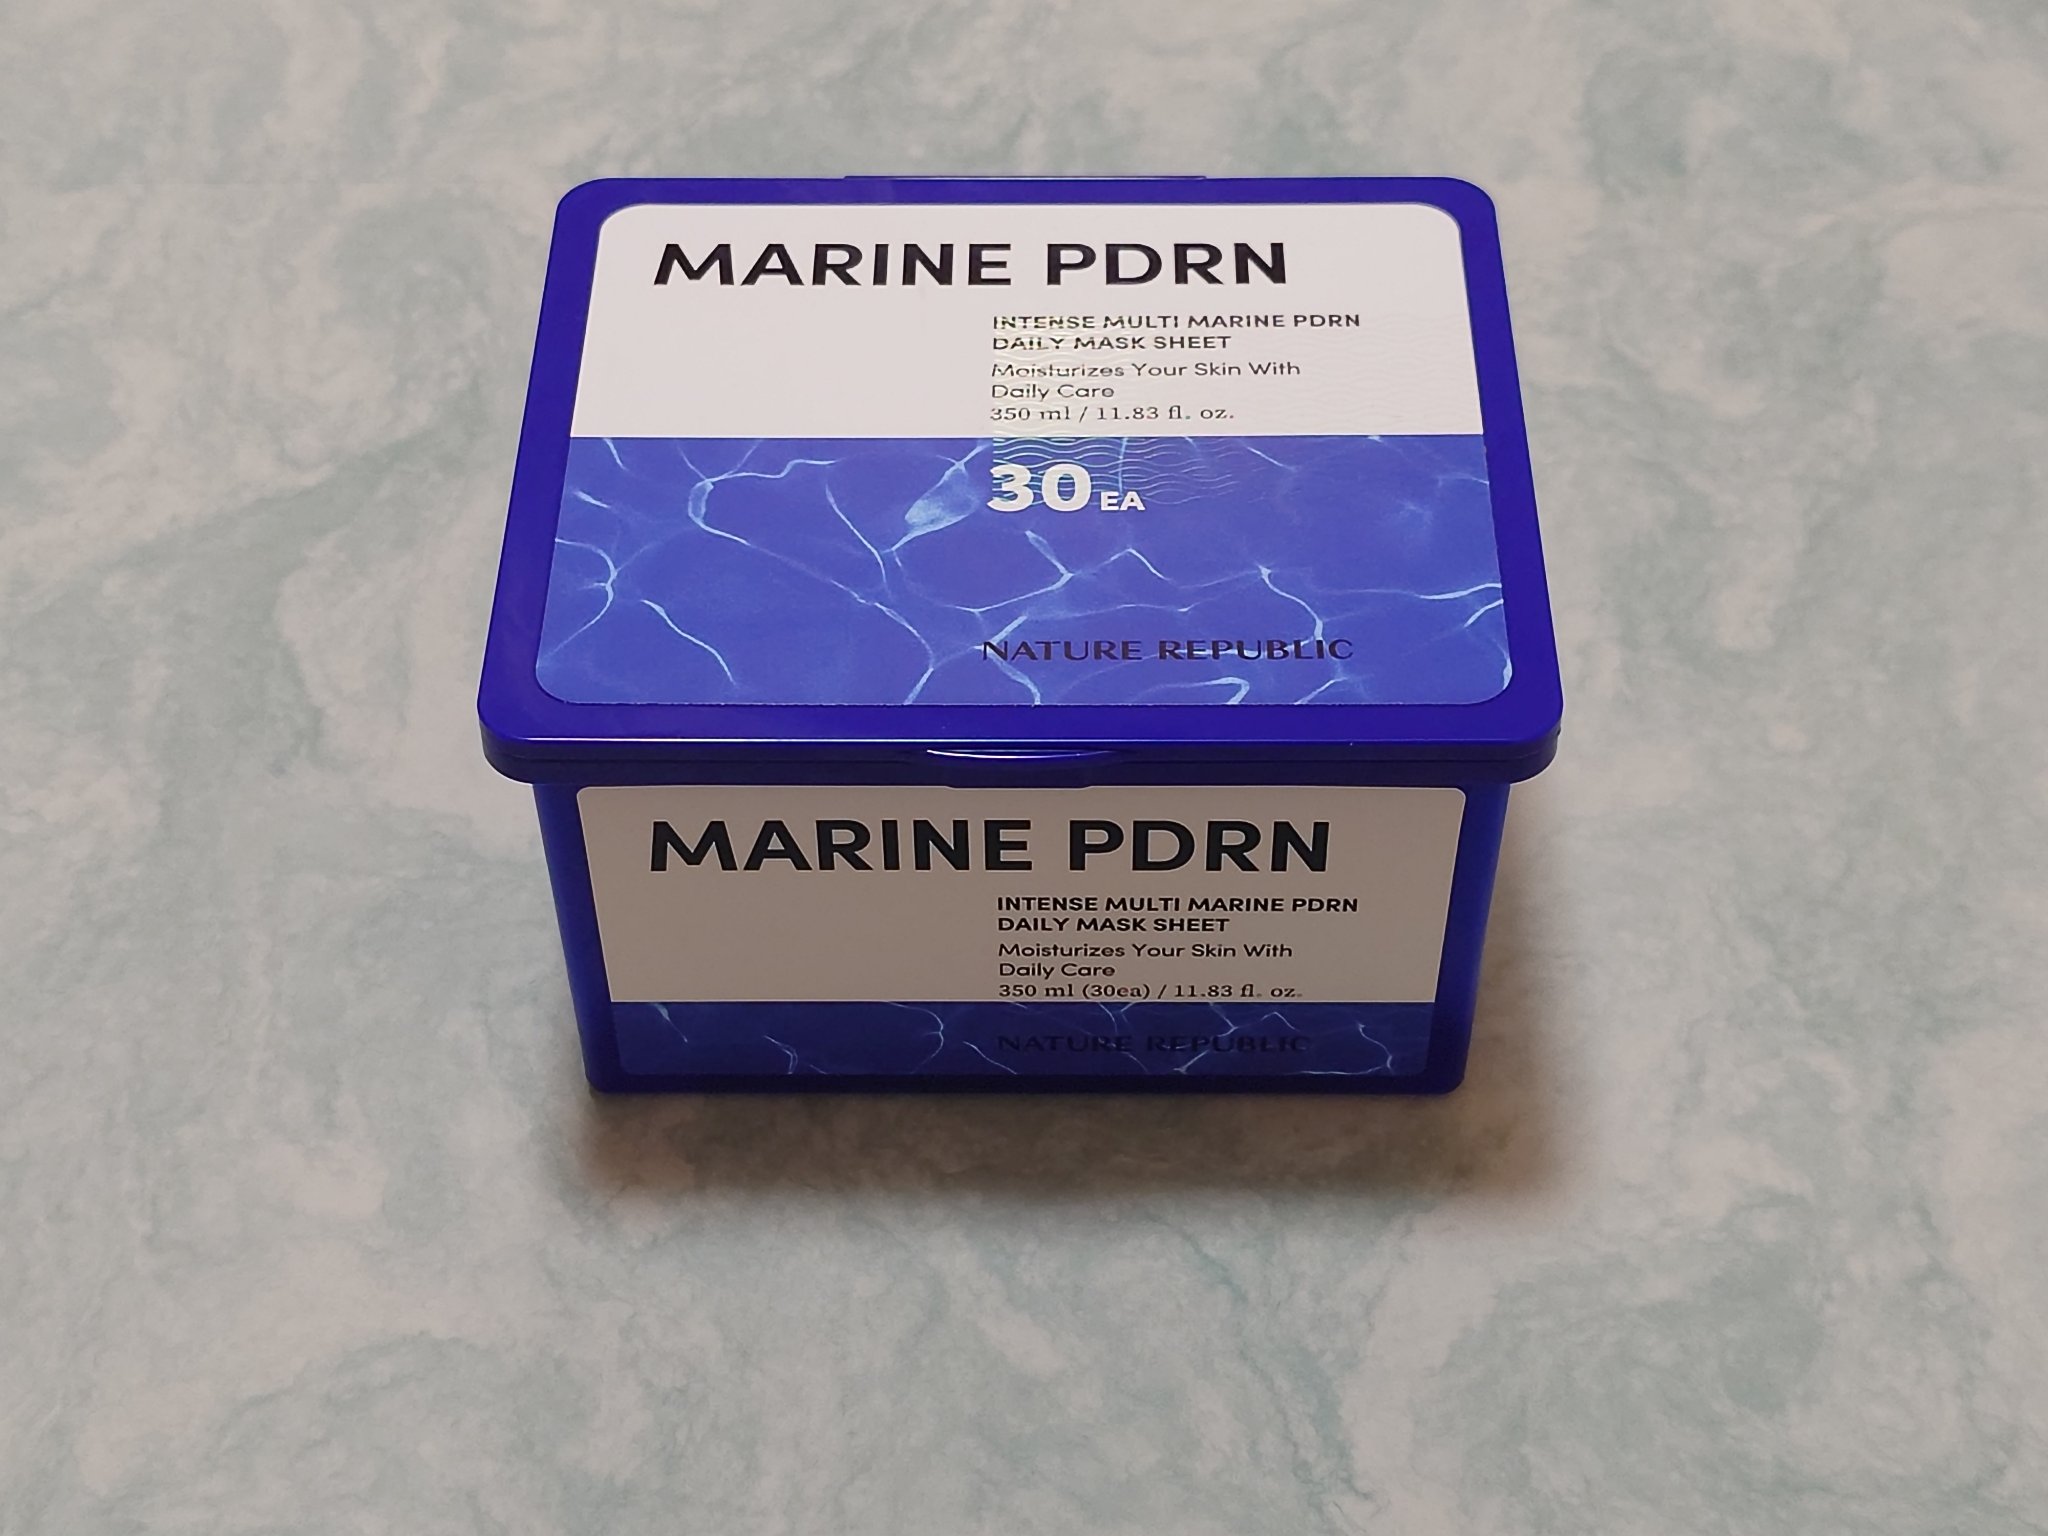 MARINE PDRN
INTENSE MULTI MARINE PDRN
DAILY MASK SHEET
Moisturizes Your Skin With
Daily Care
350 ml / 11.83 fl. oz.
30 EA
NATURE REPUBLIC
MARINE PDRN
INTENSE MULTI MARINE PDRN
DAILY MASK SHEET
Moisturizes Your Skin With
Daily Care
350 ml (30ea) / 11.83 fl. oz.
NATURE REPUBLIC